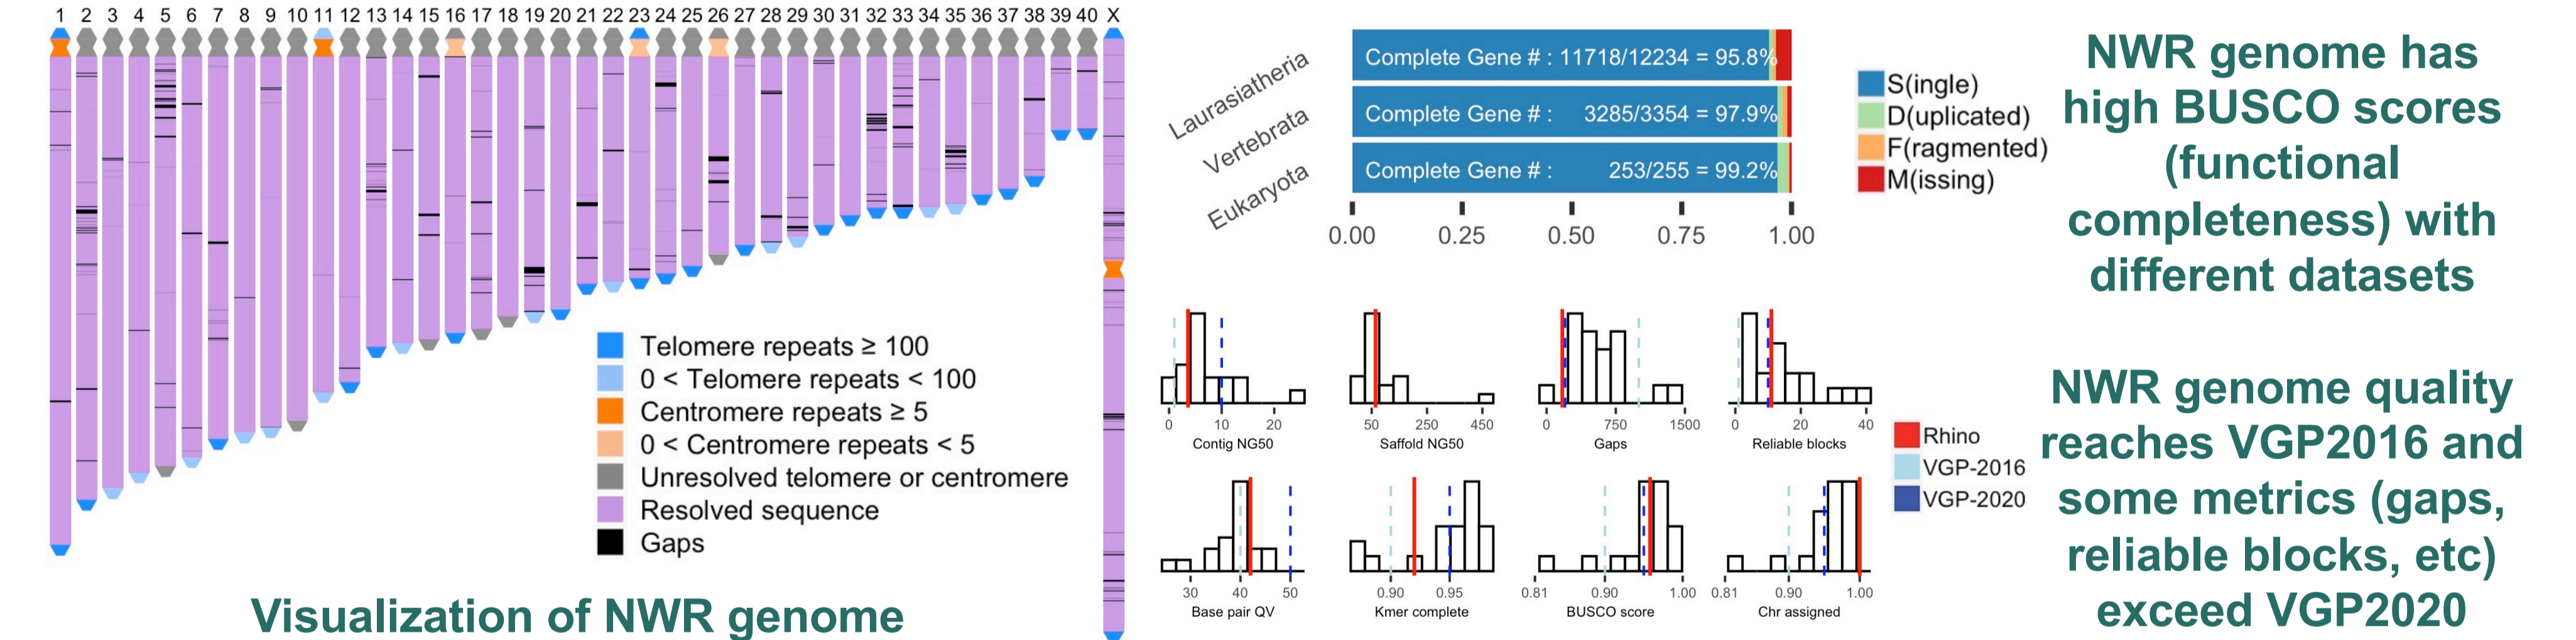 1 2 3 4 5 6 7 8 9 10 11 12 13 14 15 16 17 18 19 20 21 22 23 24 25 26 27 28 29 30 31 32 33 34 35 36 37 38 39 40 X
Telomere repeats ≥ 100
0 < Telomere repeats < 100
Centromere repeats ≥ 5
0 < Centromere repeats < 5
Unresolved telomere or centromere
Resolved sequence
Gaps
Visualization of NWR genome
Laurasiatheria
Complete Gene # : 11718/12234 = 95.8%
Vertebrata
Complete Gene # : 3285/3354 = 97.9%
Eukaryota
Complete Gene # : 253/255 = 99.2%
0.00 0.25 0.50 0.75 1.00
S(ingle)
D(uplicated)
F(ragmented)
M(issing)
NWR genome has
high BUSCO scores
(functional
completeness) with
different datasets
0 10 20
Contig NG50
50 250 450
Saffold NG50
0 750 1500
Gaps
0 20 40
Reliable blocks
30 40 50
Base pair QV
0.90 0.95
Kmer complete
0.81 0.90 1.00
BUSCO score
0.81 0.90 1.00
Chr assigned
Rhino
VGP-2016
VGP-2020
NWR genome quality
reaches VGP2016 and
some metrics (gaps,
reliable blocks, etc)
exceed VGP2020